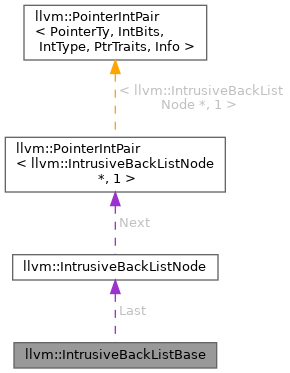 llvm::PointerIntPair
< PointerTy, IntBits,
IntType, PtrTraits, Info >
< llvm::IntrusiveBackList
Node *, 1 >
llvm::PointerIntPair
< llvm::IntrusiveBackListNode
*, 1 >
Next
llvm::IntrusiveBackListNode
Last
llvm::IntrusiveBackListBase